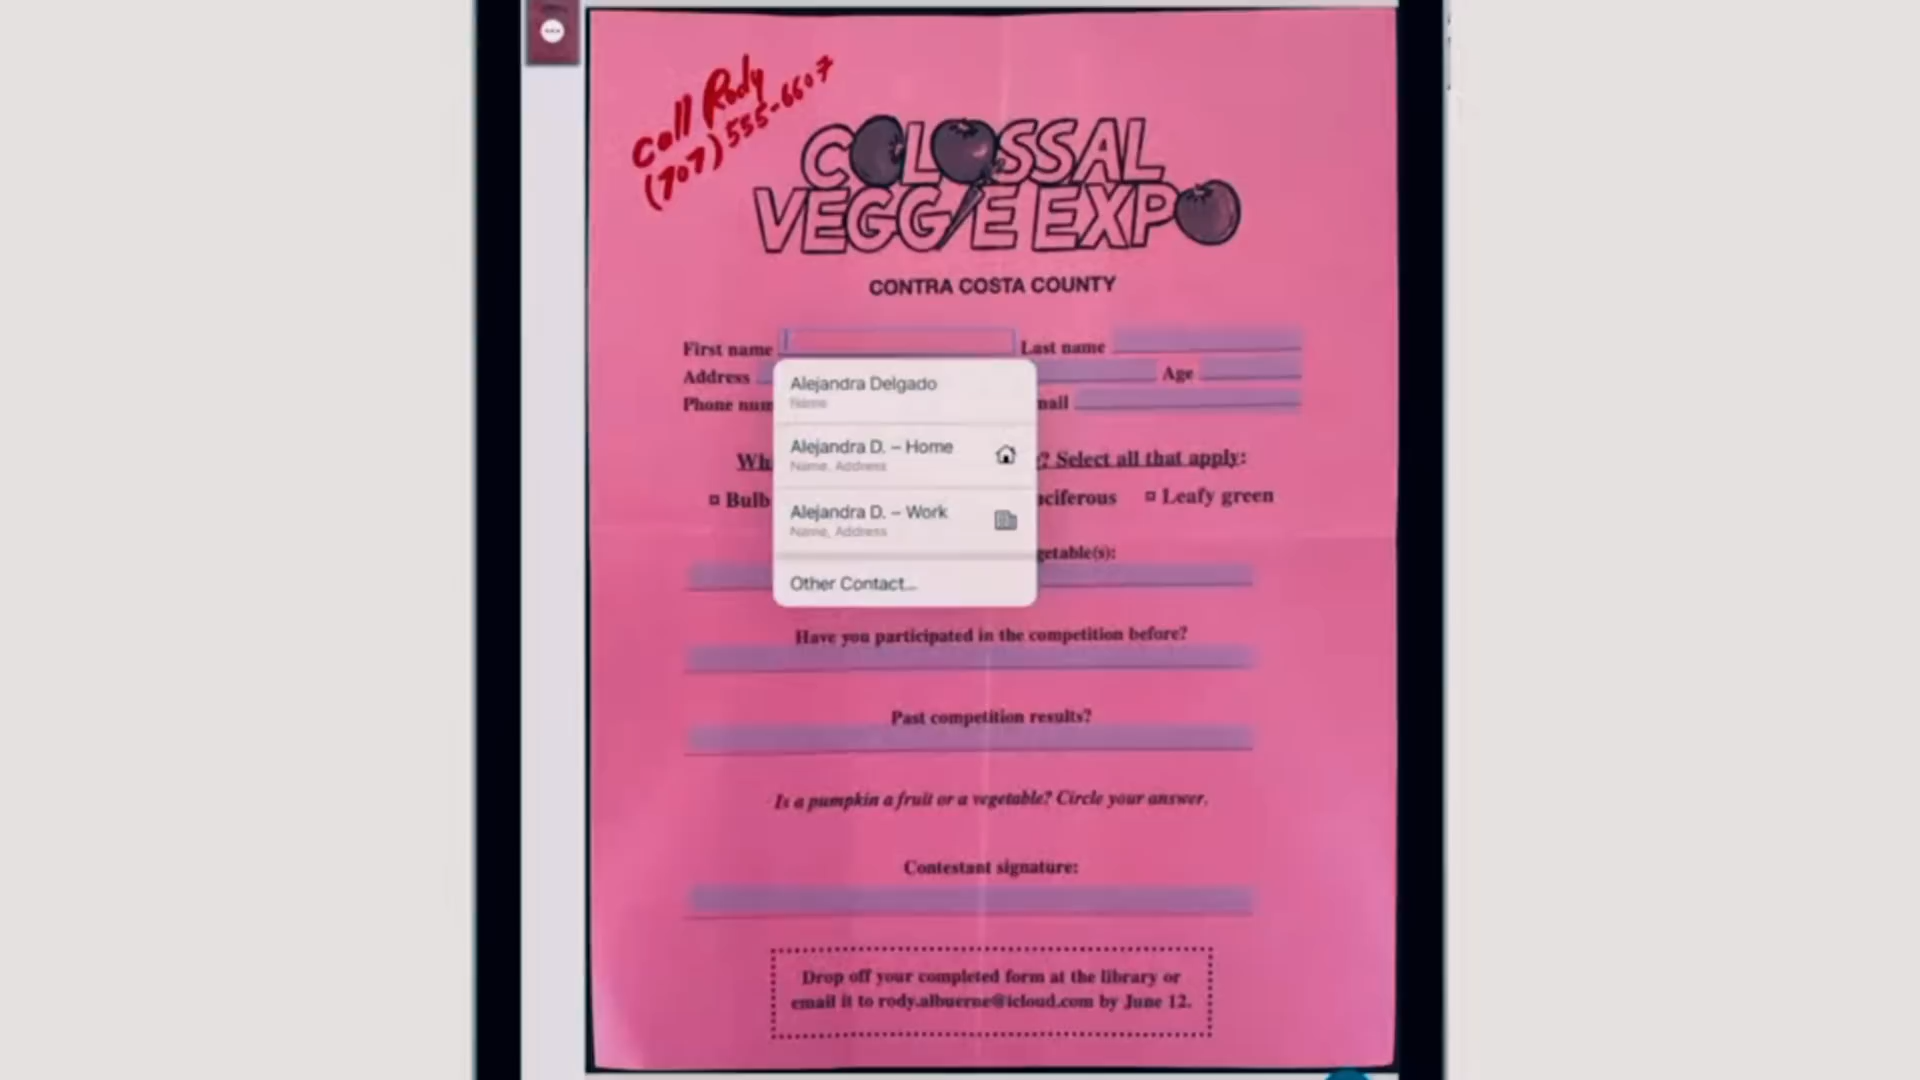 Call Rody
(707) 555-6607
COLOSSAL
VEGGIE EXPO
CONTRA COSTA COUNTY
First name Last name
Address Age
Phone
Alejandra Delgado
Name
Alejandra D. – Home
Name, Address
Alejandra D. – Work
Name, Address
Other Contact...
? Select all that apply:
Bulb Leafy green
Have you participated in the competition before?
Past competition results?
Is a pumpkin a fruit or a vegetable? Circle your answer.
Contestant signature:
Drop off your completed form at the library or
email it to rody.albuerne@icloud.com by June 12.